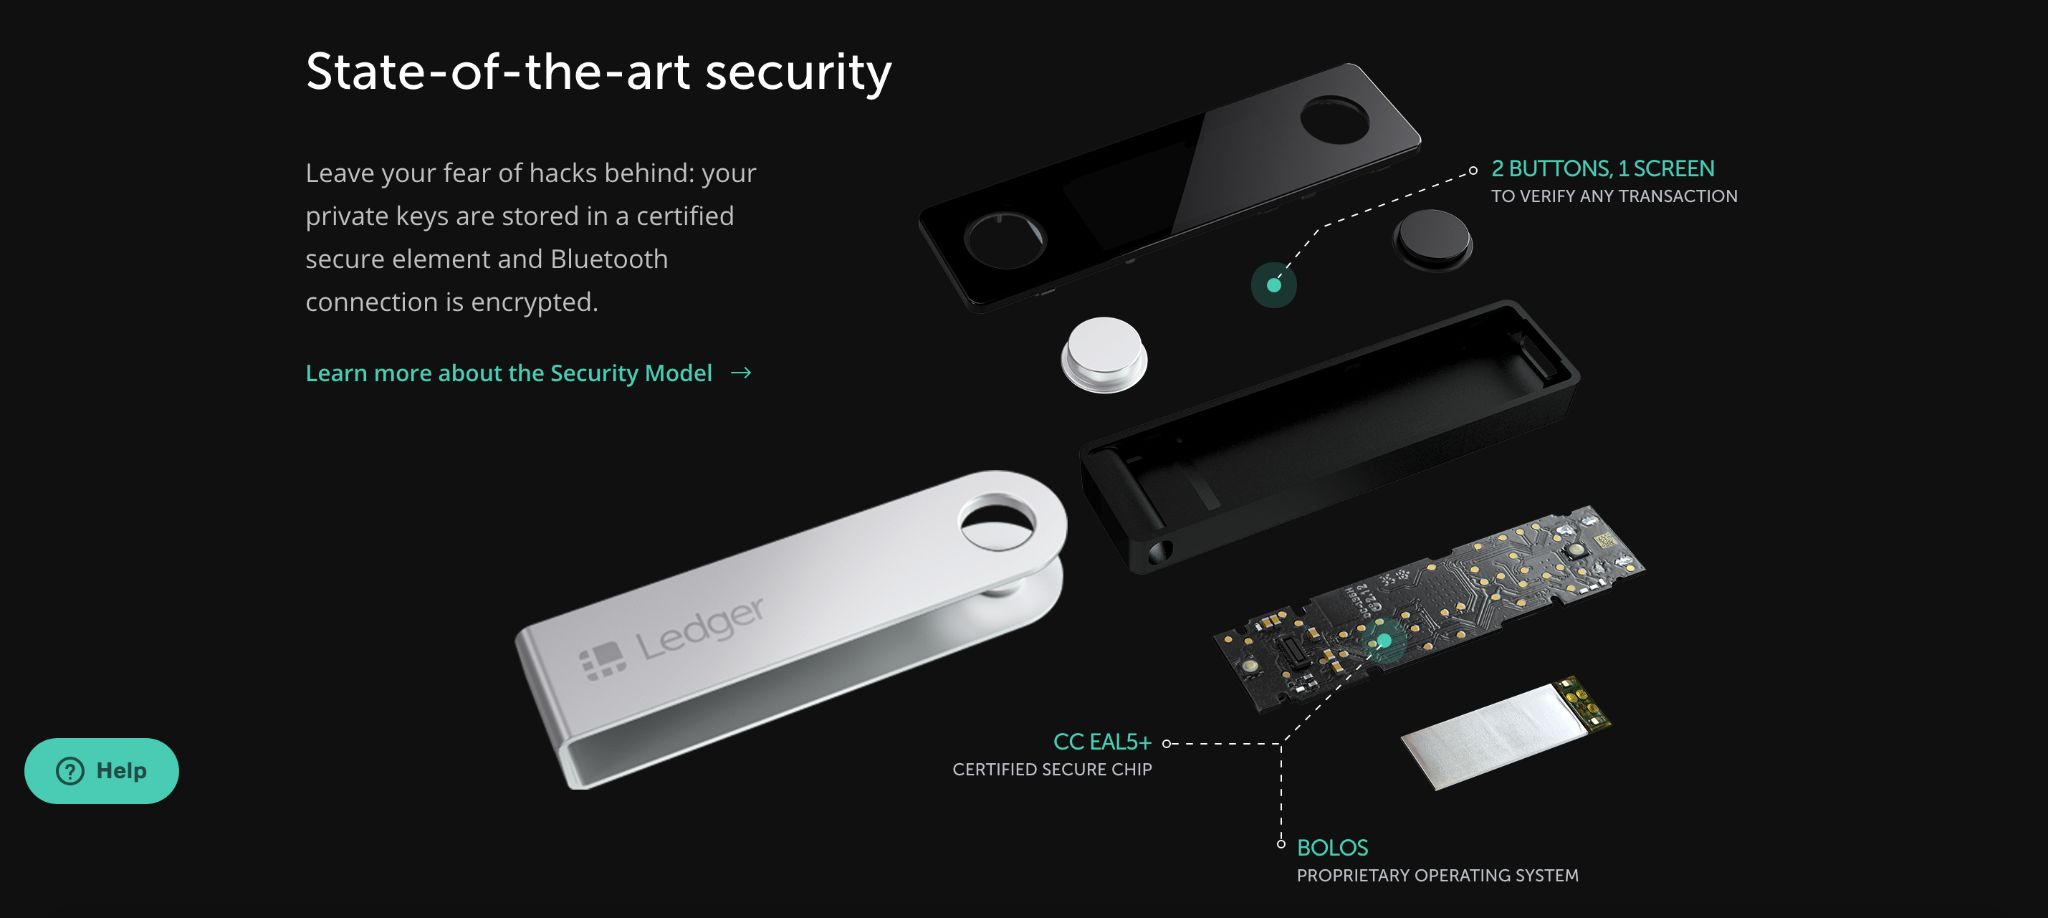 State-of-the-art security
Leave your fear of hacks behind: your
private keys are stored in a certified
secure element and Bluetooth
connection is encrypted.
Learn more about the Security Model →
2 BUTTONS, 1 SCREEN
TO VERIFY ANY TRANSACTION
Ledger
CC EAL5+
CERTIFIED SECURE CHIP
BOLOS
PROPRIETARY OPERATING SYSTEM
Help